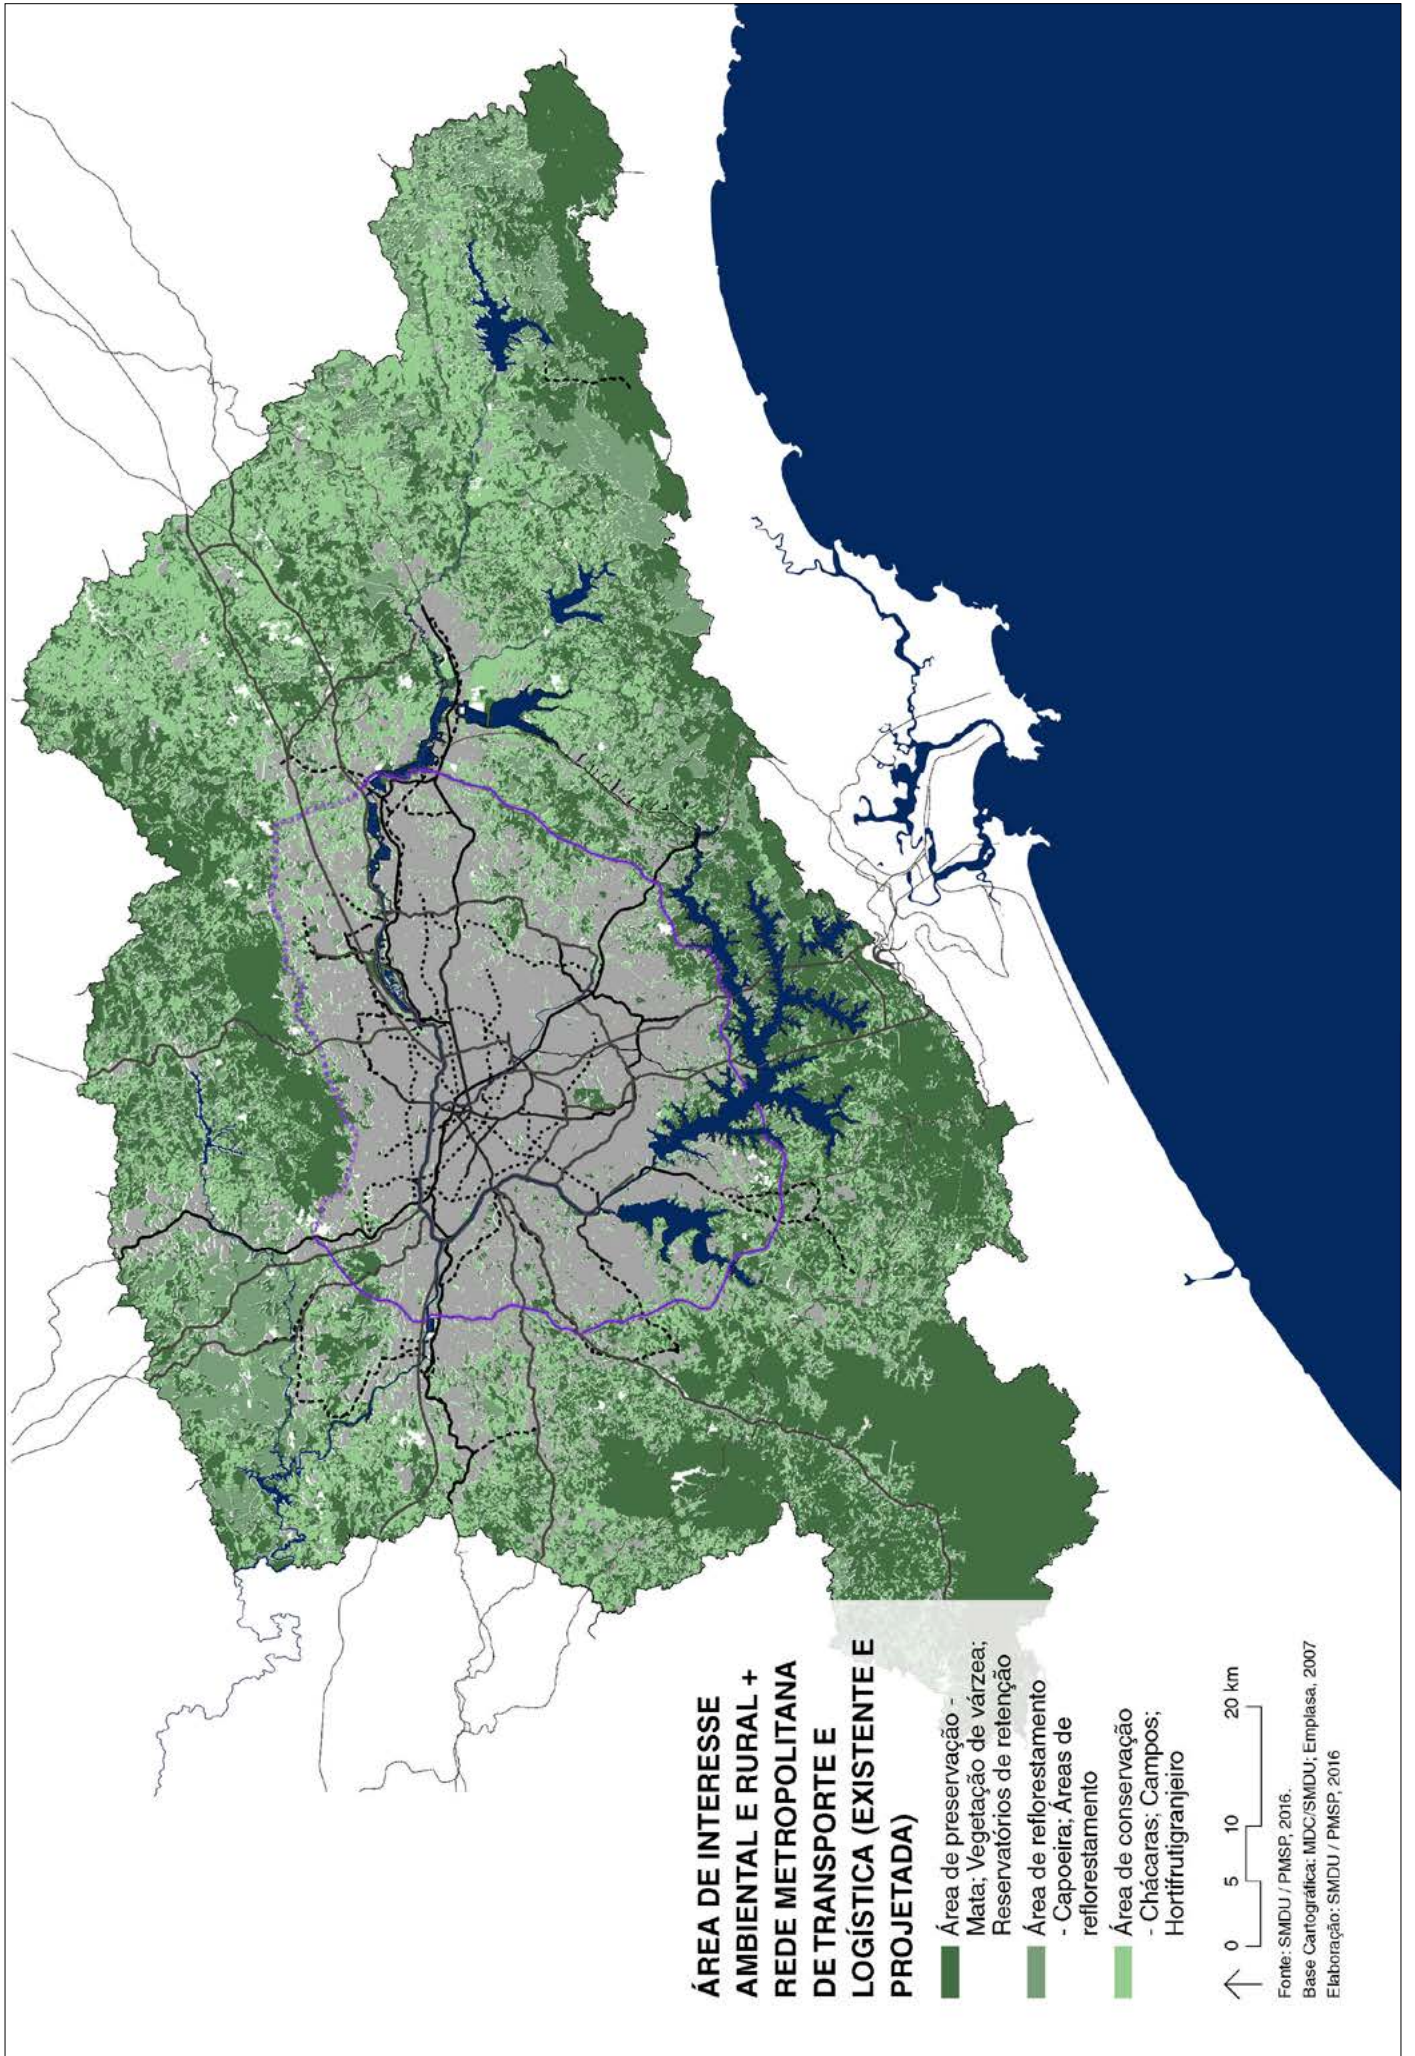 ÁREA DE INTERESSE
AMBIENTAL E RURAL +
REDE METROPOLITANA
DE TRANSPORTE E
LOGÍSTICA (EXISTENTE E
PROJETADA)
Área de preservação -
Mata; Vegetação de várzea;
Reservatórios de retenção
Área de reflorestamento
- Capoeira; Áreas de
reflorestamento
Área de conservação
- Chácaras; Campos;
Hortifrutigranjeiro
0 5 10 20 km
Fonte: SMDU / PMSP, 2016.
Base Cartográfica: MDC/SMDU; Emplasa, 2007
Elaboração: SMDU / PMSP, 2016